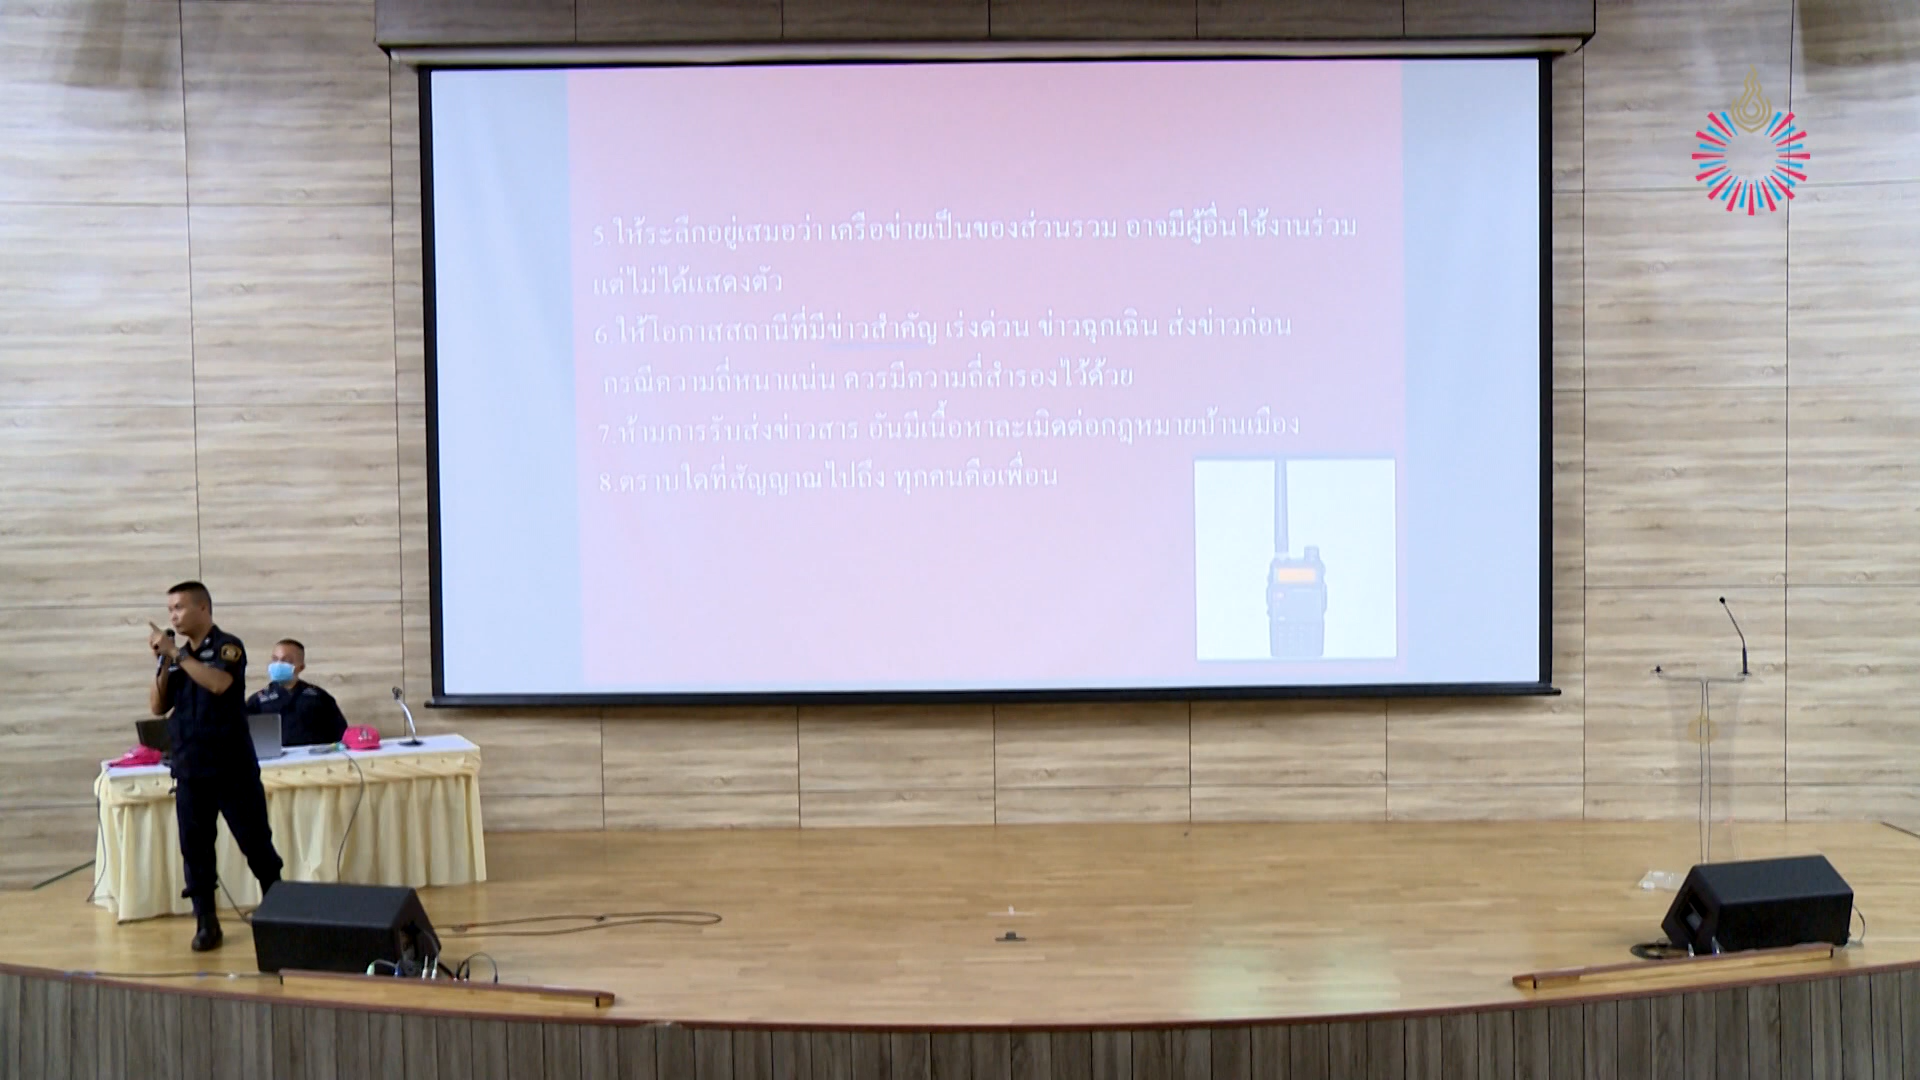 5.ให้ระลึกอยู่เสมอว่า เครือข่ายเป็นของส่วนรวม อาจมีผู้อื่นใช้งานร่วม
แต่ไม่ได้แสดงตัว
6.ให้โอกาสสถานีที่มีข่าวสำคัญ เร่งด่วน ข่าวฉุกเฉิน ส่งข่าวก่อน
กรณีความถี่หนาแน่น ควรมีความถี่สำรองไว้ด้วย
7.ห้ามการรับส่งข่าวสาร อันมีเนื้อหาละเมิดต่อกฎหมายบ้านเมือง
8.ตราบใดที่สัญญาณไปถึง ทุกคนคือเพื่อน